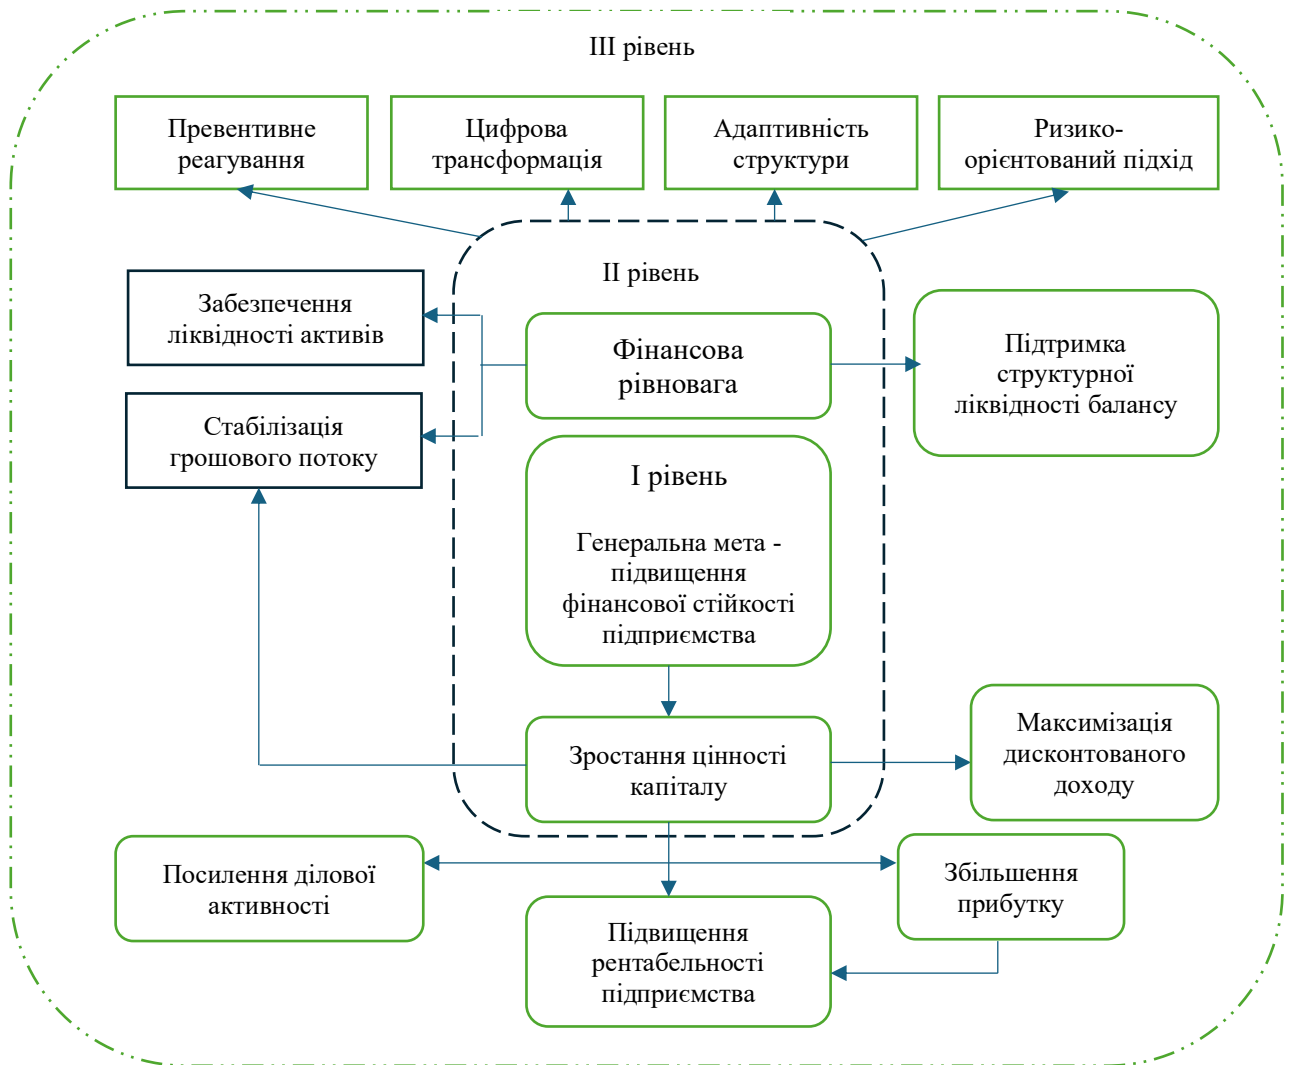 III рівень
Превентивне
реагування
Цифрова
трансформація
Адаптивність
структури
Ризико-
орієнтований підхід
II рівень
Забезпечення
ліквідності активів
Фінансова
рівновага
Підтримка
структурної
ліквідності балансу
Стабілізація
грошового потоку
I рівень
Генеральна мета -
підвищення
фінансової стійкості
підприємства
Зростання цінності
капіталу
Максимізація
дисконтованого
доходу
Посилення ділової
активності
Збільшення
прибутку
Підвищення
рентабельності
підприємства